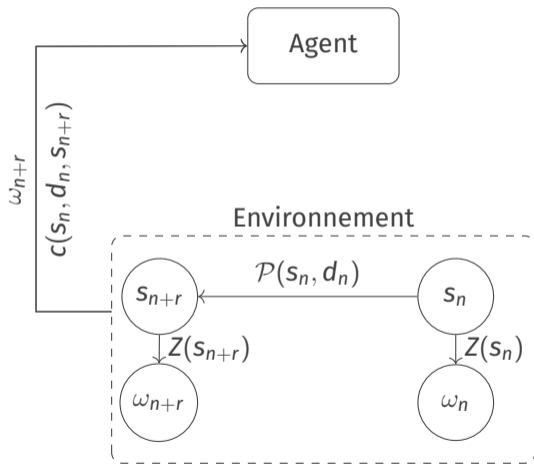 Agent
ω_{n+r}
c(s_n, d_n, s_{n+r})
Environnement
s_{n+r}
𝒫(s_n, d_n)
s_n
Z(s_{n+r})
Z(s_n)
ω_{n+r}
ω_n